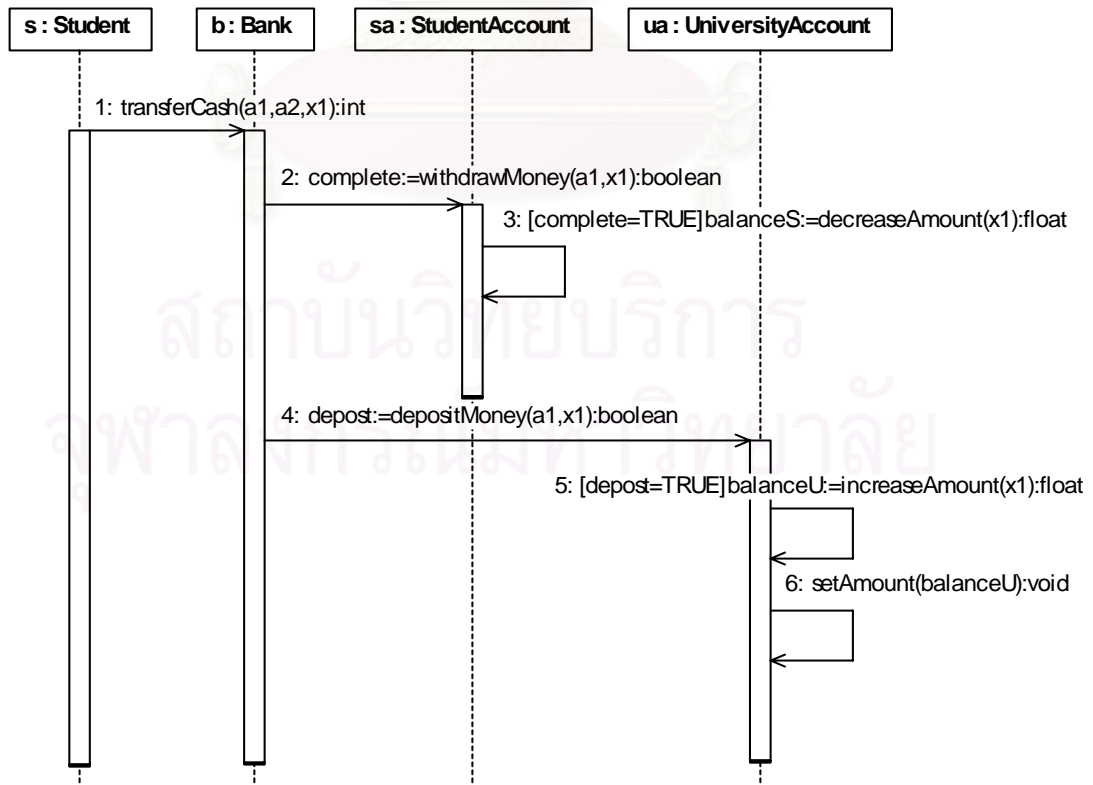 s : Student
b : Bank
sa : StudentAccount
ua : UniversityAccount
1: transferCash(a1,a2,x1):int
2: complete:=withdrawMoney(a1,x1):boolean
3: [complete=TRUE]balanceS:=decreaseAmount(x1):float
สถาบันวิทยบริการ
4: depost:=depositMoney(a1,x1):boolean
จุฬาลงกรณ์มหาวิทยาลัย
5: [depost=TRUE]balanceU:=increaseAmount(x1):float
6: setAmount(balanceU):void